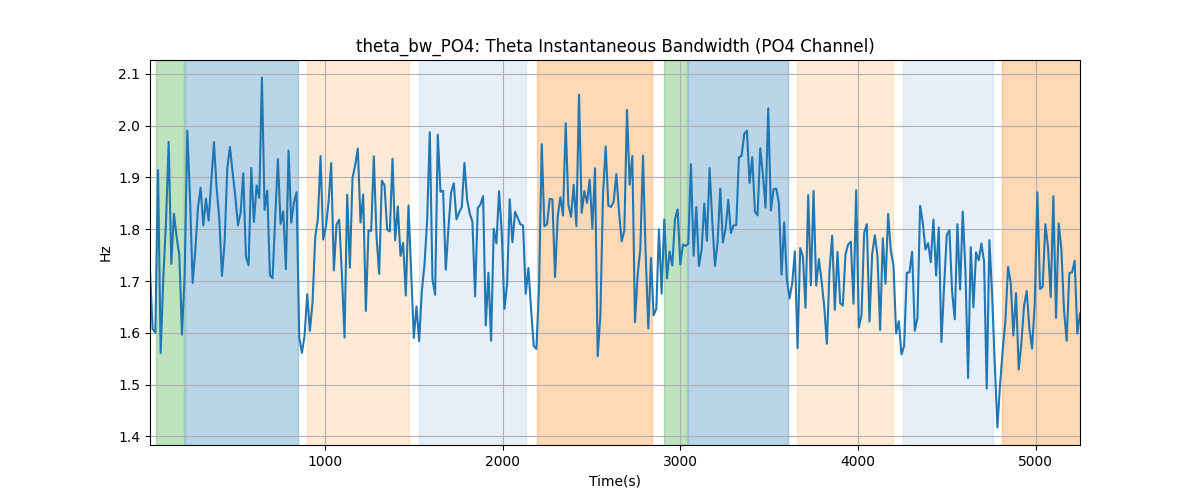 theta_bw_PO4: Theta Instantaneous Bandwidth (PO4 Channel)
2.1
2.0
1.9
1.8
1.7
1.6
1.5
1.4
Hz
1000 2000 3000 4000 5000
Time(s)